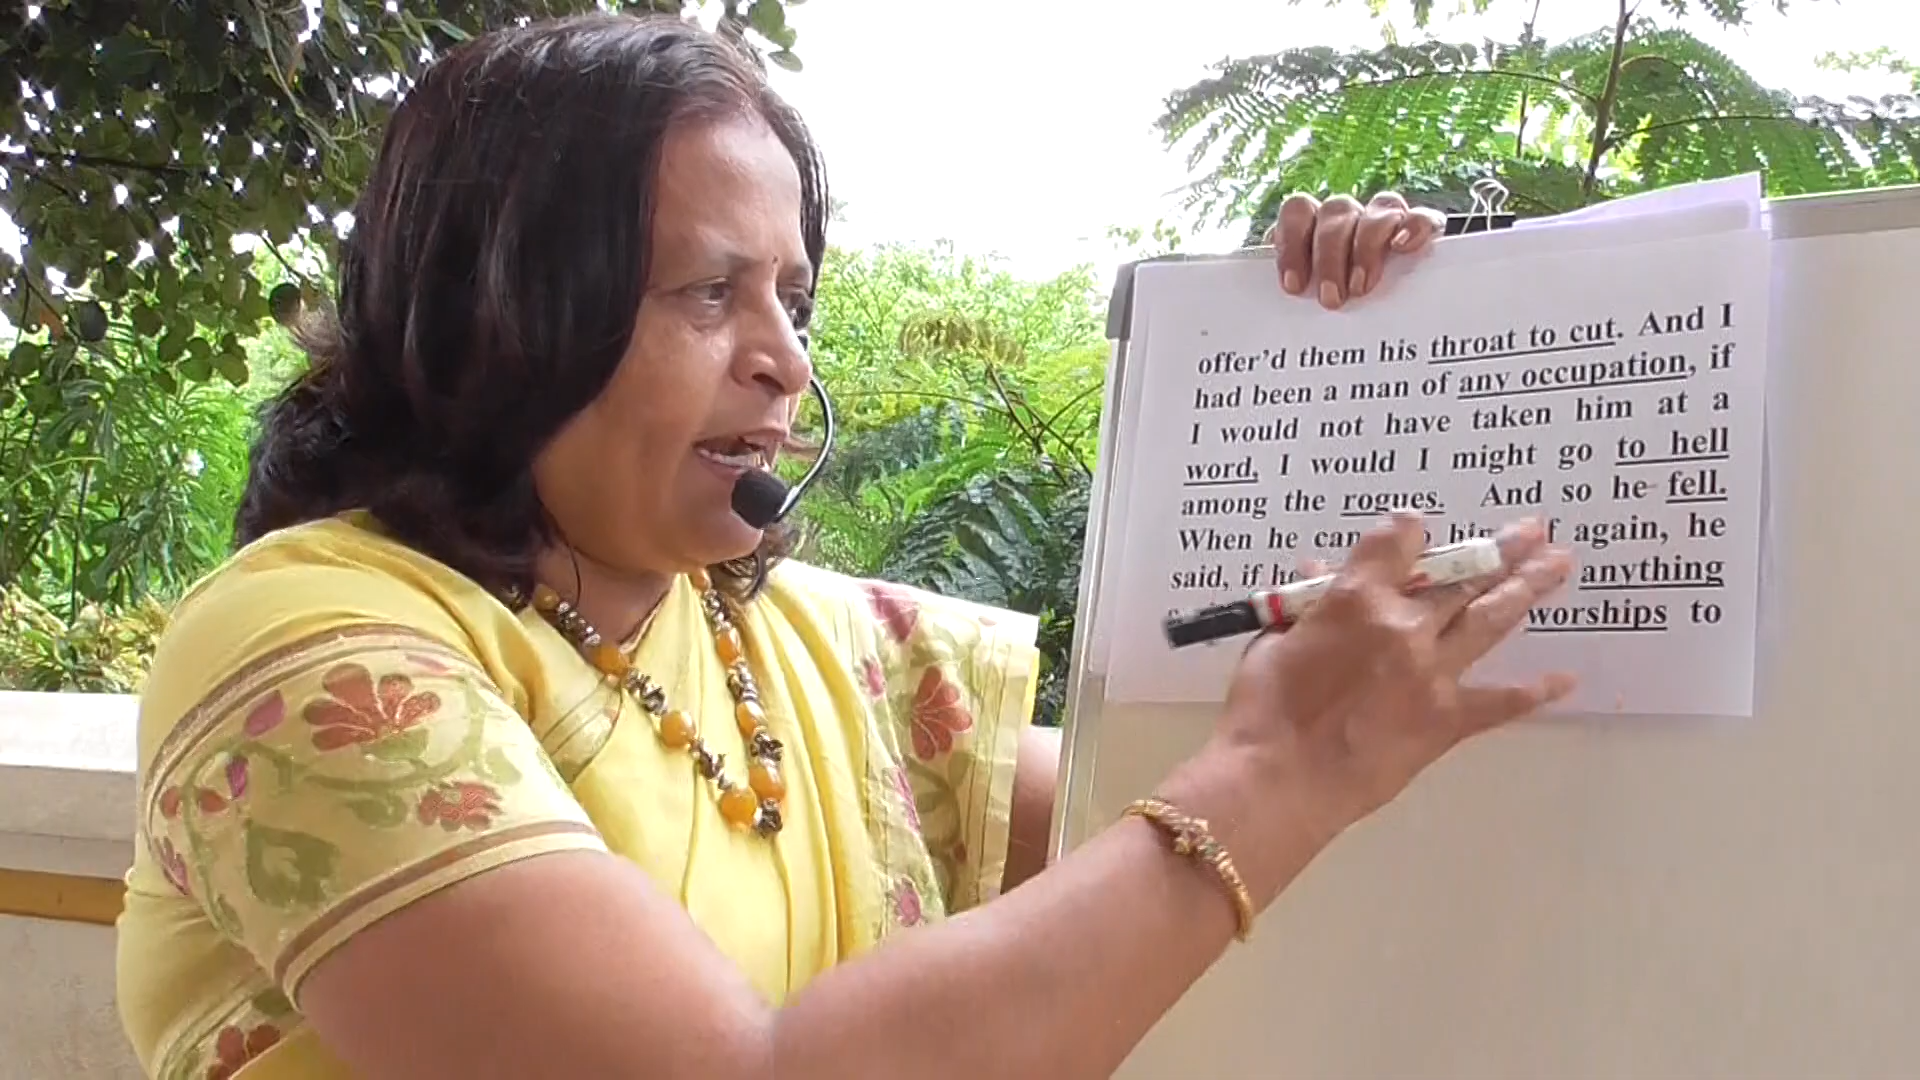 offer'd them his throat to cut. And I
had been a man of any occupation, if
I would not have taken him at a
word, I would I might go to hell
among the rogues. And so he fell.
When he again, he
said, if anything
worships to